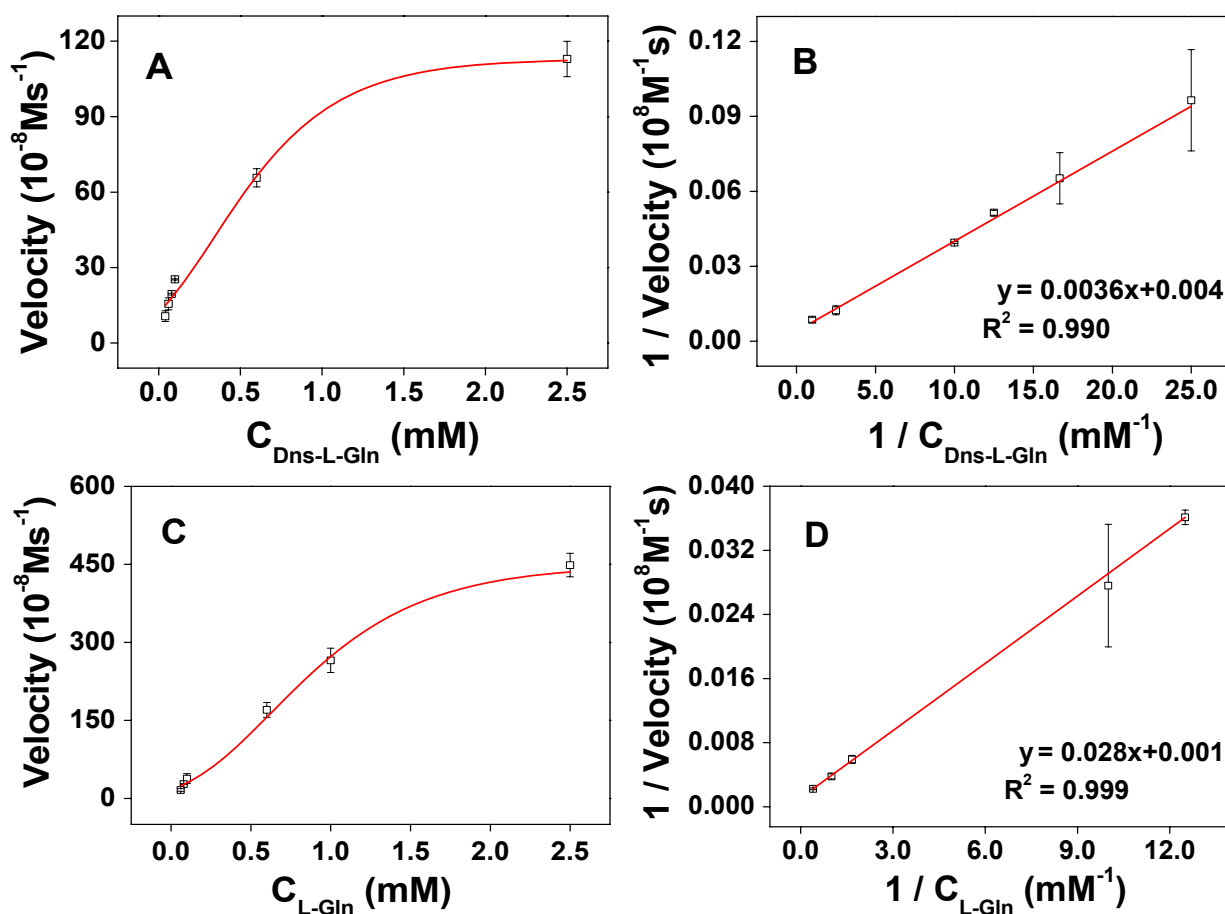 A
Velocity (10⁻⁸Ms⁻¹)
120
90
60
30
0
0.0 0.5 1.0 1.5 2.0 2.5
C_Dns-L-Gln (mM)
B
1 / Velocity (10⁸M⁻¹s)
0.12
0.09
0.06
0.03
0.00
y = 0.0036x+0.004
R² = 0.990
0.0 5.0 10.0 15.0 20.0 25.0
1 / C_Dns-L-Gln (mM⁻¹)
C
Velocity (10⁻⁸Ms⁻¹)
600
450
300
150
0
0.0 0.5 1.0 1.5 2.0 2.5
C_L-Gln (mM)
D
1 / Velocity (10⁸M⁻¹s)
0.040
0.032
0.024
0.016
0.008
0.000
y = 0.028x+0.001
R² = 0.999
0.0 3.0 6.0 9.0 12.0
1 / C_L-Gln (mM⁻¹)